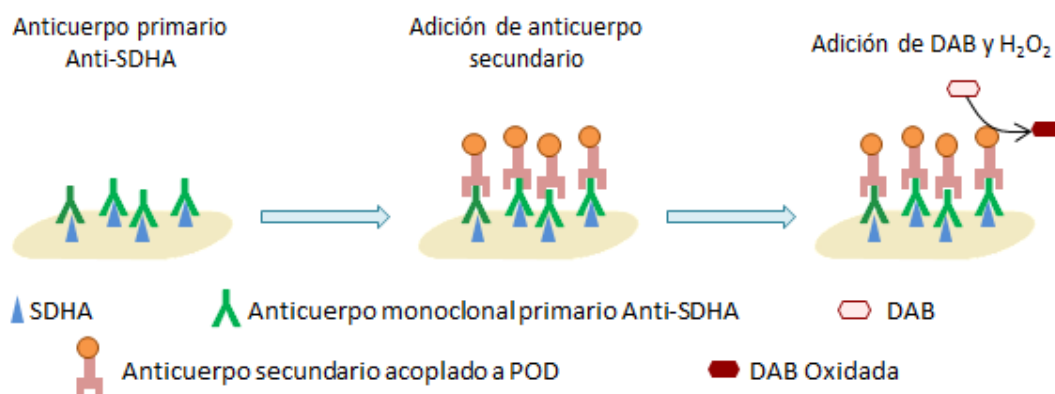 Anticuerpo primario
Anti-SDHA
Adición de anticuerpo
secundario
Adición de DAB y H₂O₂
SDHA
Anticuerpo monoclonal primario Anti-SDHA
DAB
Anticuerpo secundario acoplado a POD
DAB Oxidada